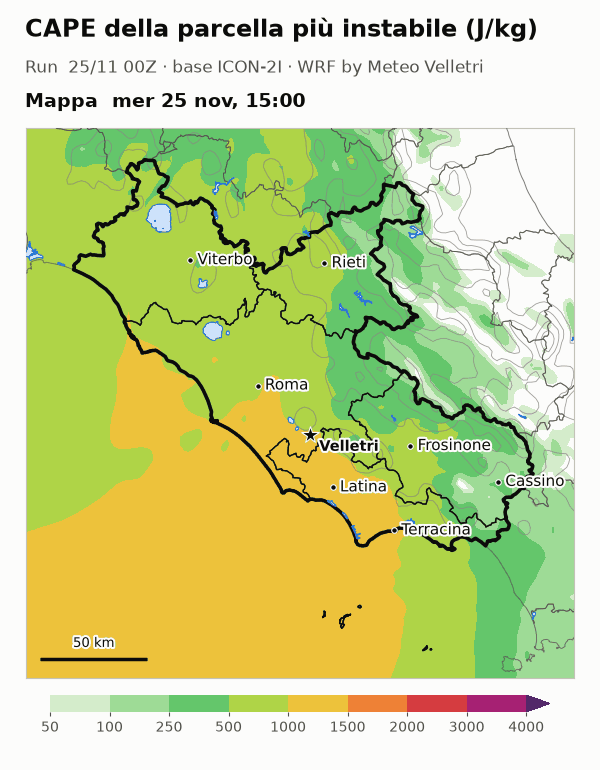 CAPE della parcella più instabile (J/kg)
Run  25/11 00Z · base ICON-2I · WRF by Meteo Velletri
Mappa  mer 25 nov, 15:00
Viterbo
Rieti
Roma
Velletri
Frosinone
Latina
Cassino
Terracina
50 km
50 100 250 500 1000 1500 2000 3000 4000